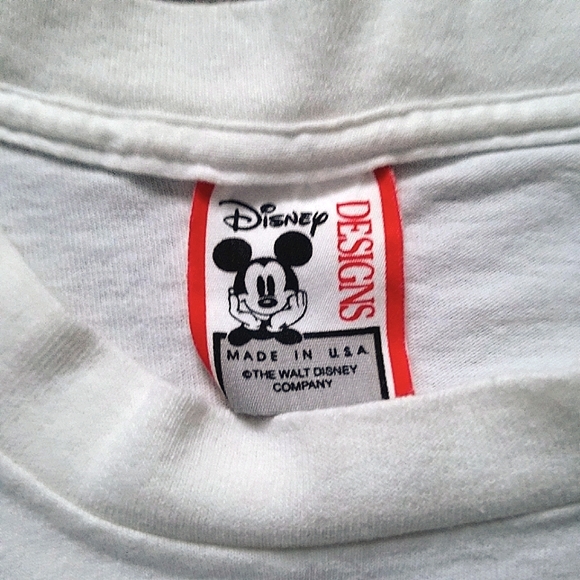 Disney
DESIGNS
MADE IN U.S.A.
©THE WALT DISNEY
COMPANY